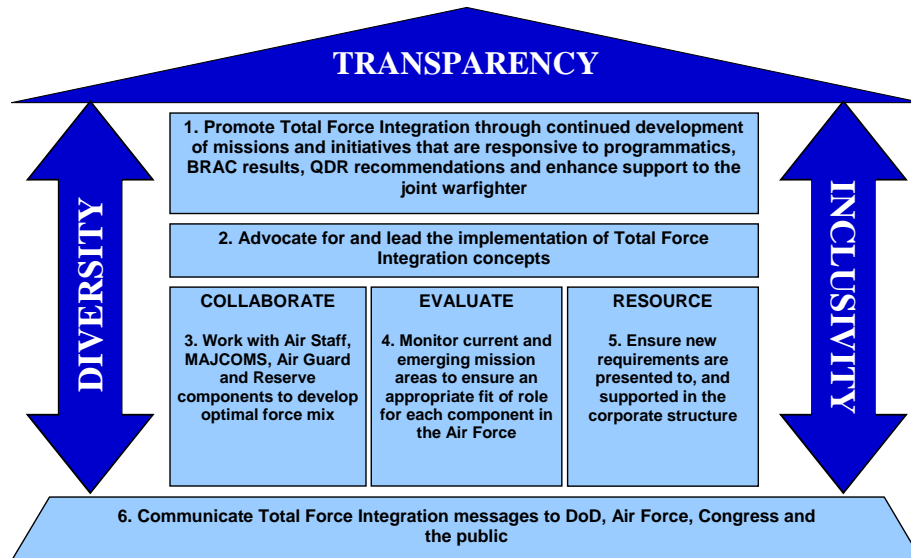 TRANSPARENCY
DIVERSITY
1. Promote Total Force Integration through continued development
of missions and initiatives that are responsive to programmatics,
BRAC results, QDR recommendations and enhance support to the
joint warfighter
2. Advocate for and lead the implementation of Total Force
Integration concepts
COLLABORATE
3. Work with Air Staff,
MAJCOMS, Air Guard
and Reserve
components to develop
optimal force mix
EVALUATE
4. Monitor current and
emerging mission
areas to ensure an
appropriate fit of role
for each component in
the Air Force
RESOURCE
5. Ensure new
requirements are
presented to, and
supported in the
corporate structure
INCLUSIVITY
6. Communicate Total Force Integration messages to DoD, Air Force, Congress and
the public